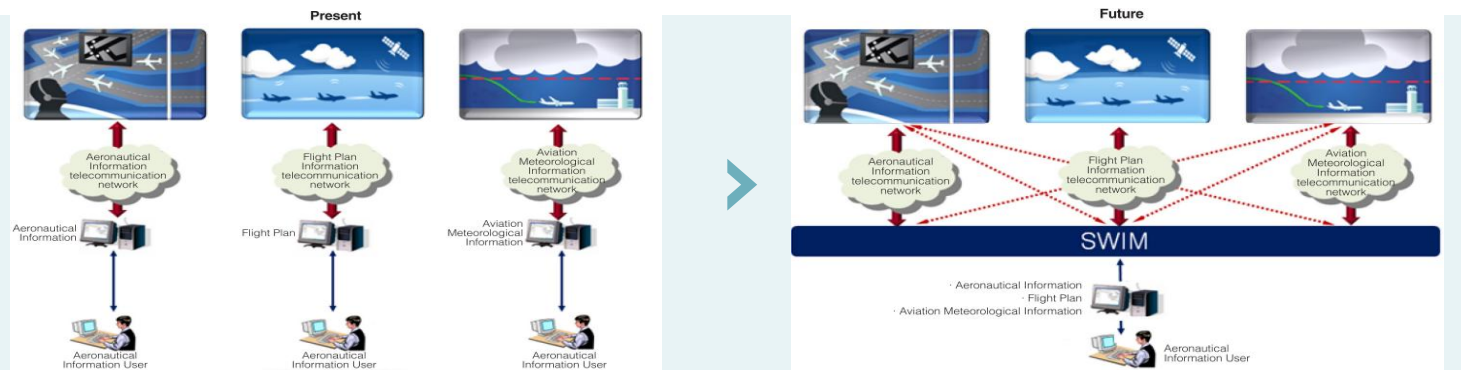 Present
Aeronautical
Information
telecommunication
network
Flight Plan
Information
telecommunication
network
Aviation
Meteorological
Information
telecommunication
network
Aeronautical
Information
Flight Plan
Aviation
Meteorological
Information
Aeronautical
Information User
Aeronautical
Information User
Aeronautical
Information User
Future
Aeronautical
Information
telecommunication
network
Flight Plan
Information
telecommunication
network
Aviation
Meteorological
Information
telecommunication
network
SWIM
· Aeronautical Information
· Flight Plan
· Aviation Meteorological Information
Aeronautical
Information User